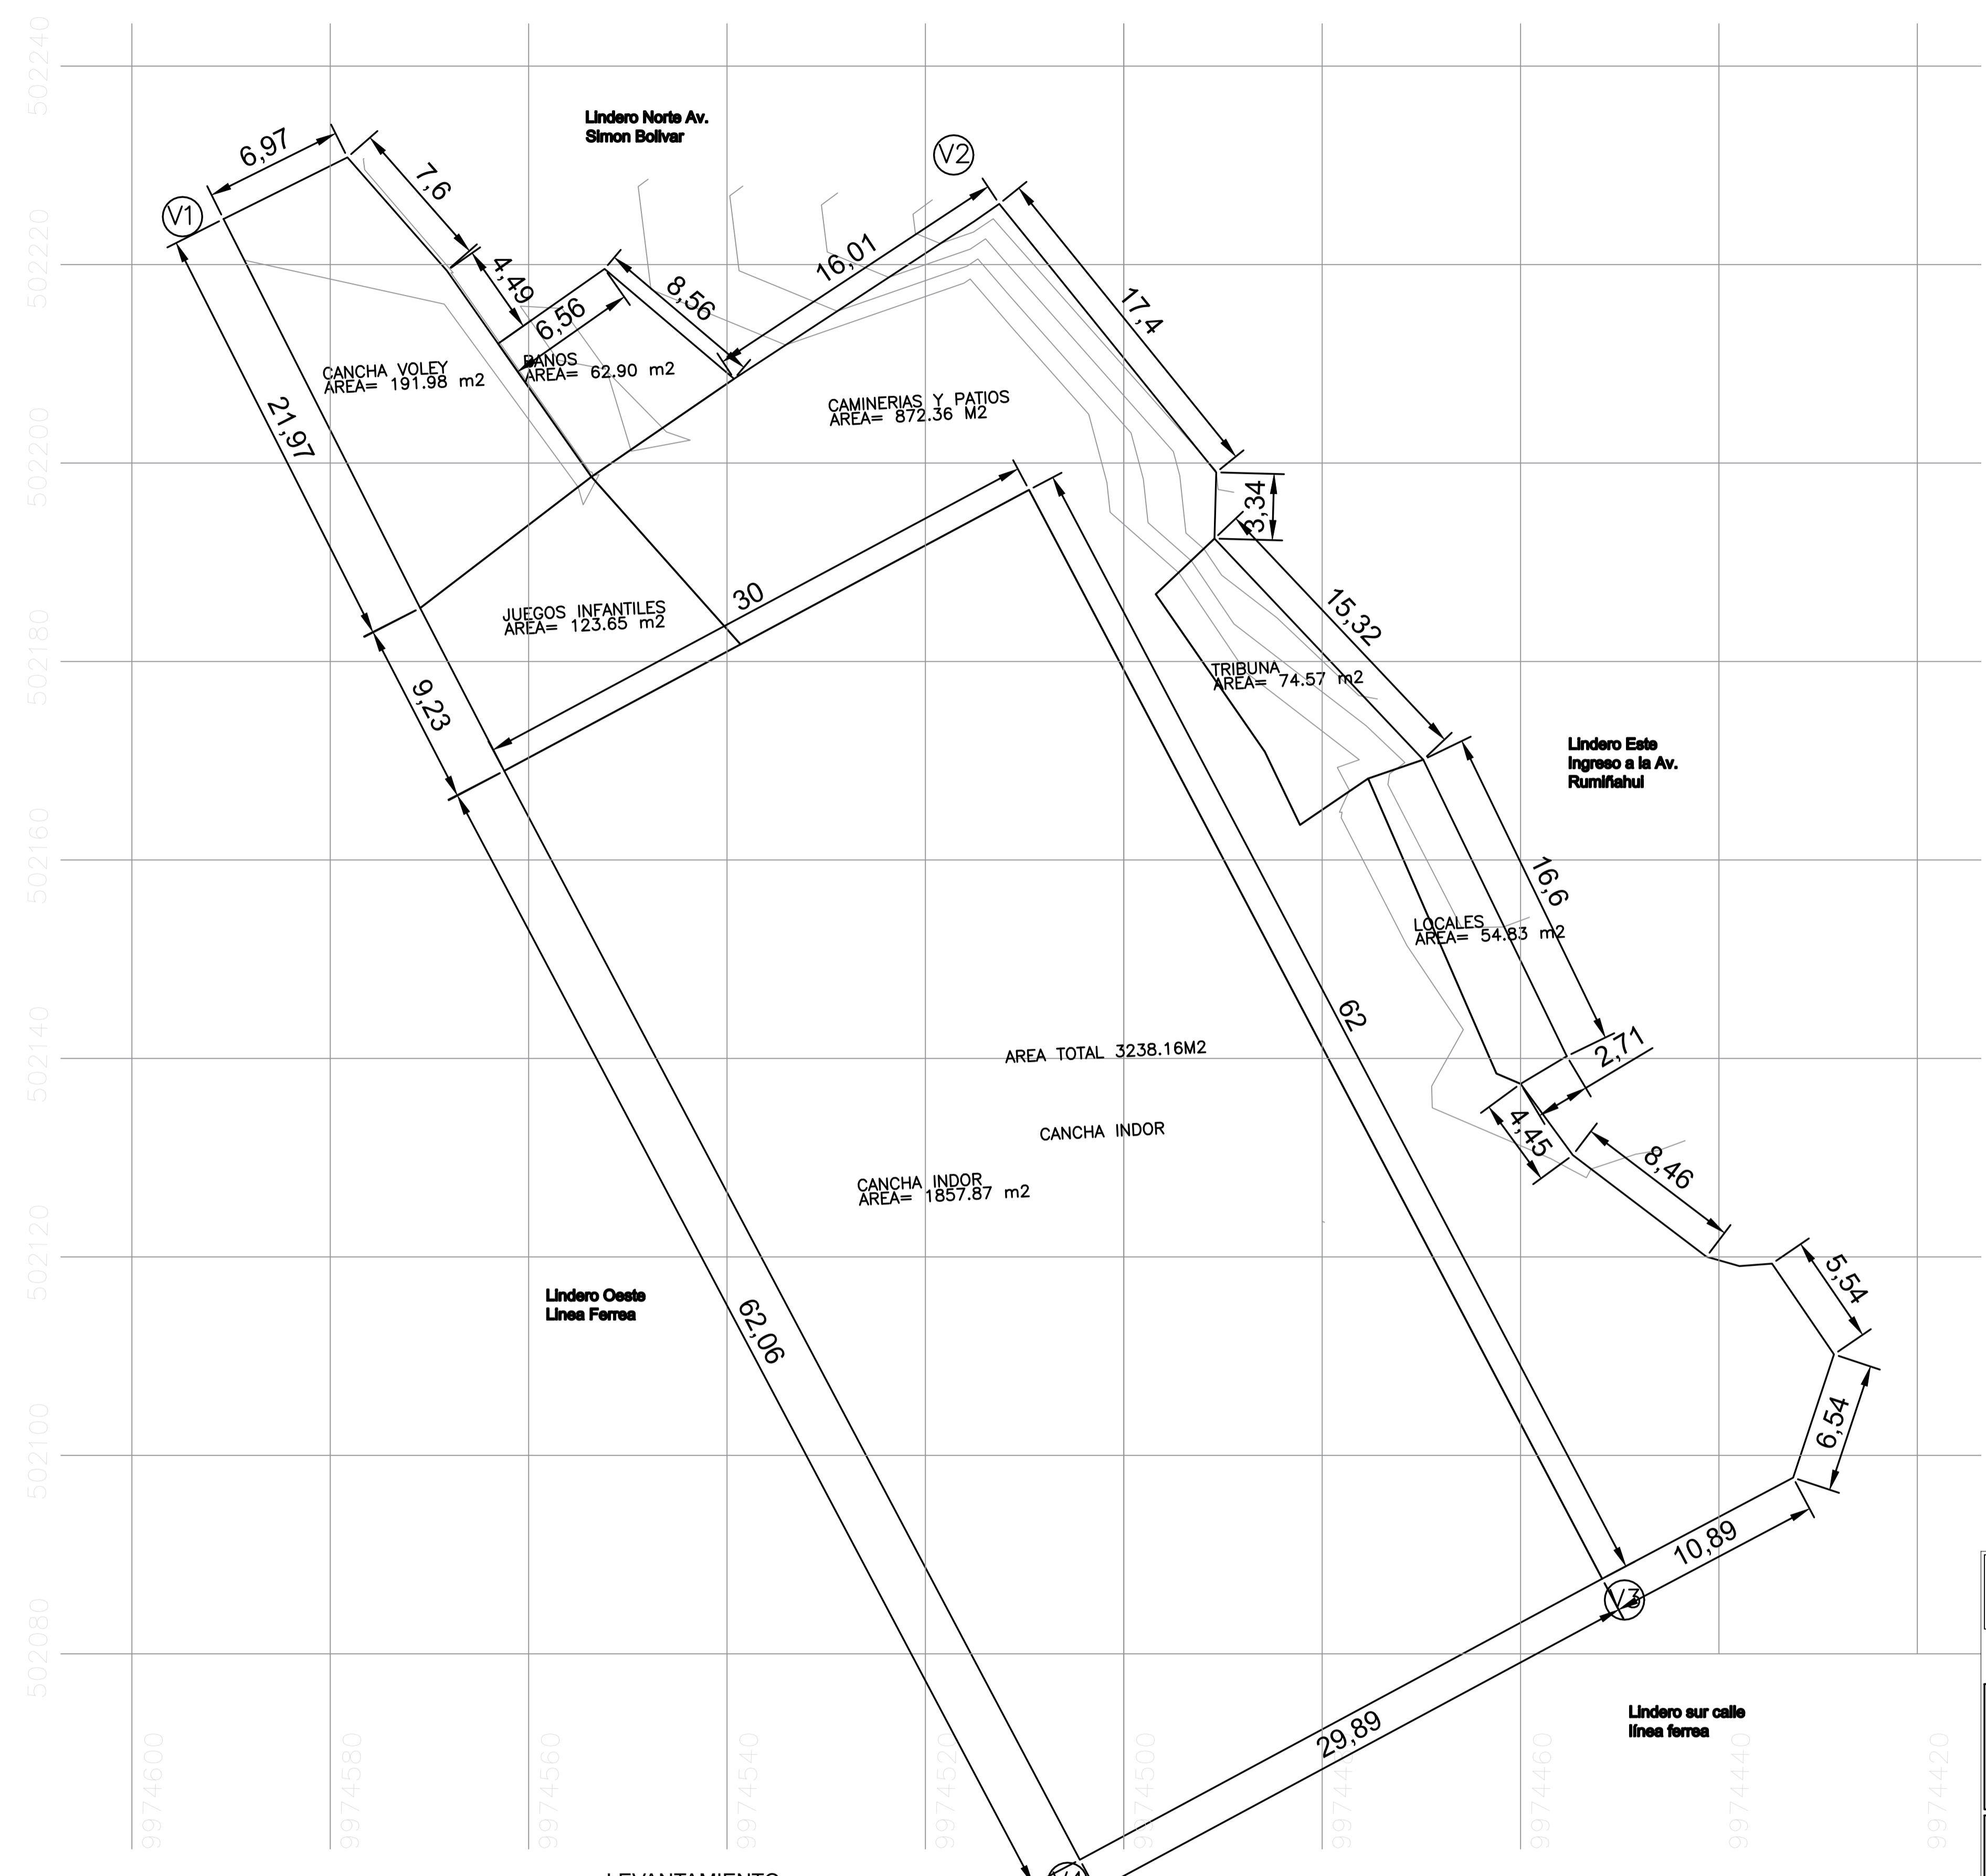 502240
Lindero Norte Av.
Simon Bolivar
V2
6,97
7,6
V1
502220
4,49
16,01
8,56
17,4
6,56
BANOS
AREA= 62.90 m2
CANCHA VOLEY
AREA= 191.98 m2
CAMINERIAS Y PATIOS
AREA= 872.36 M2
21,97
502200
3,34
30
JUEGOS INFANTILES
AREA= 123.65 m2
15,32
502180
TRIBUNA
AREA= 74.57 m2
9,23
Lindero Este
Ingreso a la Av.
Rumiñahui
502160
16,6
LOCALES
AREA= 54.83 m2
62
502140
AREA TOTAL 3238.16M2
2,71
CANCHA INDOR
4,45
8,46
CANCHA INDOR
AREA= 1857.87 m2
502120
5,54
Lindero Oeste
Linea Ferrea
62,06
502100
6,54
10,89
V3
502080
29,89
Lindero sur calle
línea ferrea
9974600
9974580
9974560
9974540
9974520
9974500
9974460
9974440
9974420
LEVANTAMIENTO